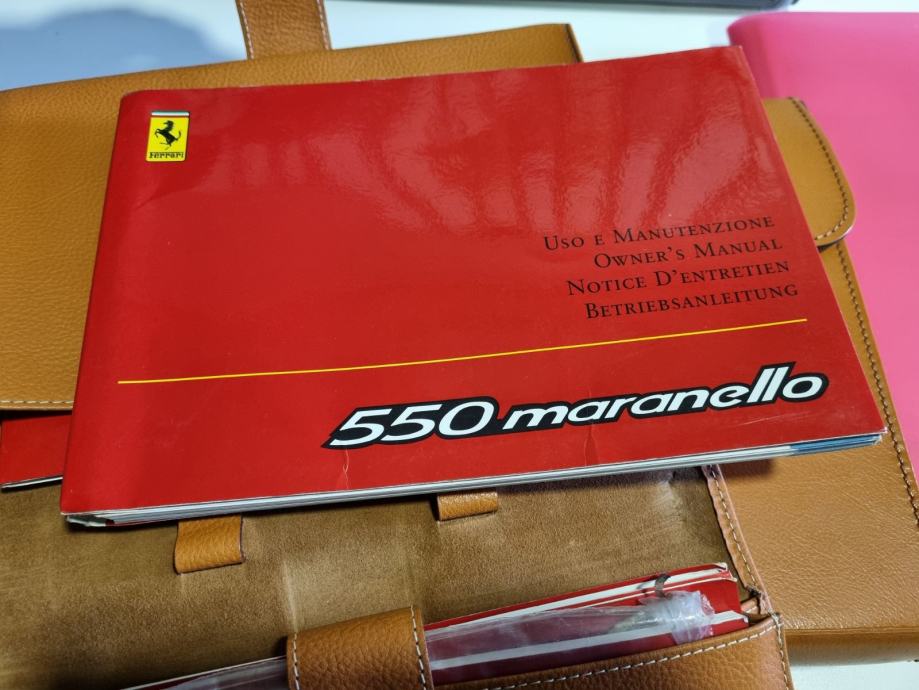 Ferrari
Uso e Manutenzione
Owner's Manual
Notice D'entretien
Betriebsanleitung
550 maranello